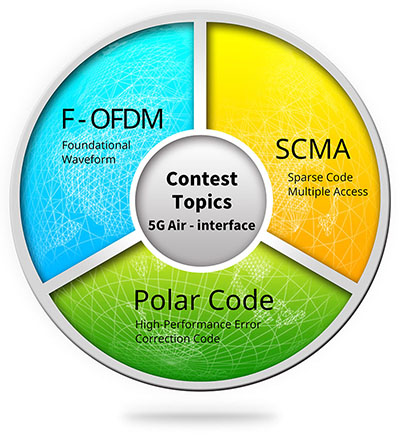 F - OFDM
Foundational
Waveform
SCMA
Sparse Code
Multiple Access
Contest
Topics
5G Air - interface
Polar Code
High-Performance Error
Correction Code